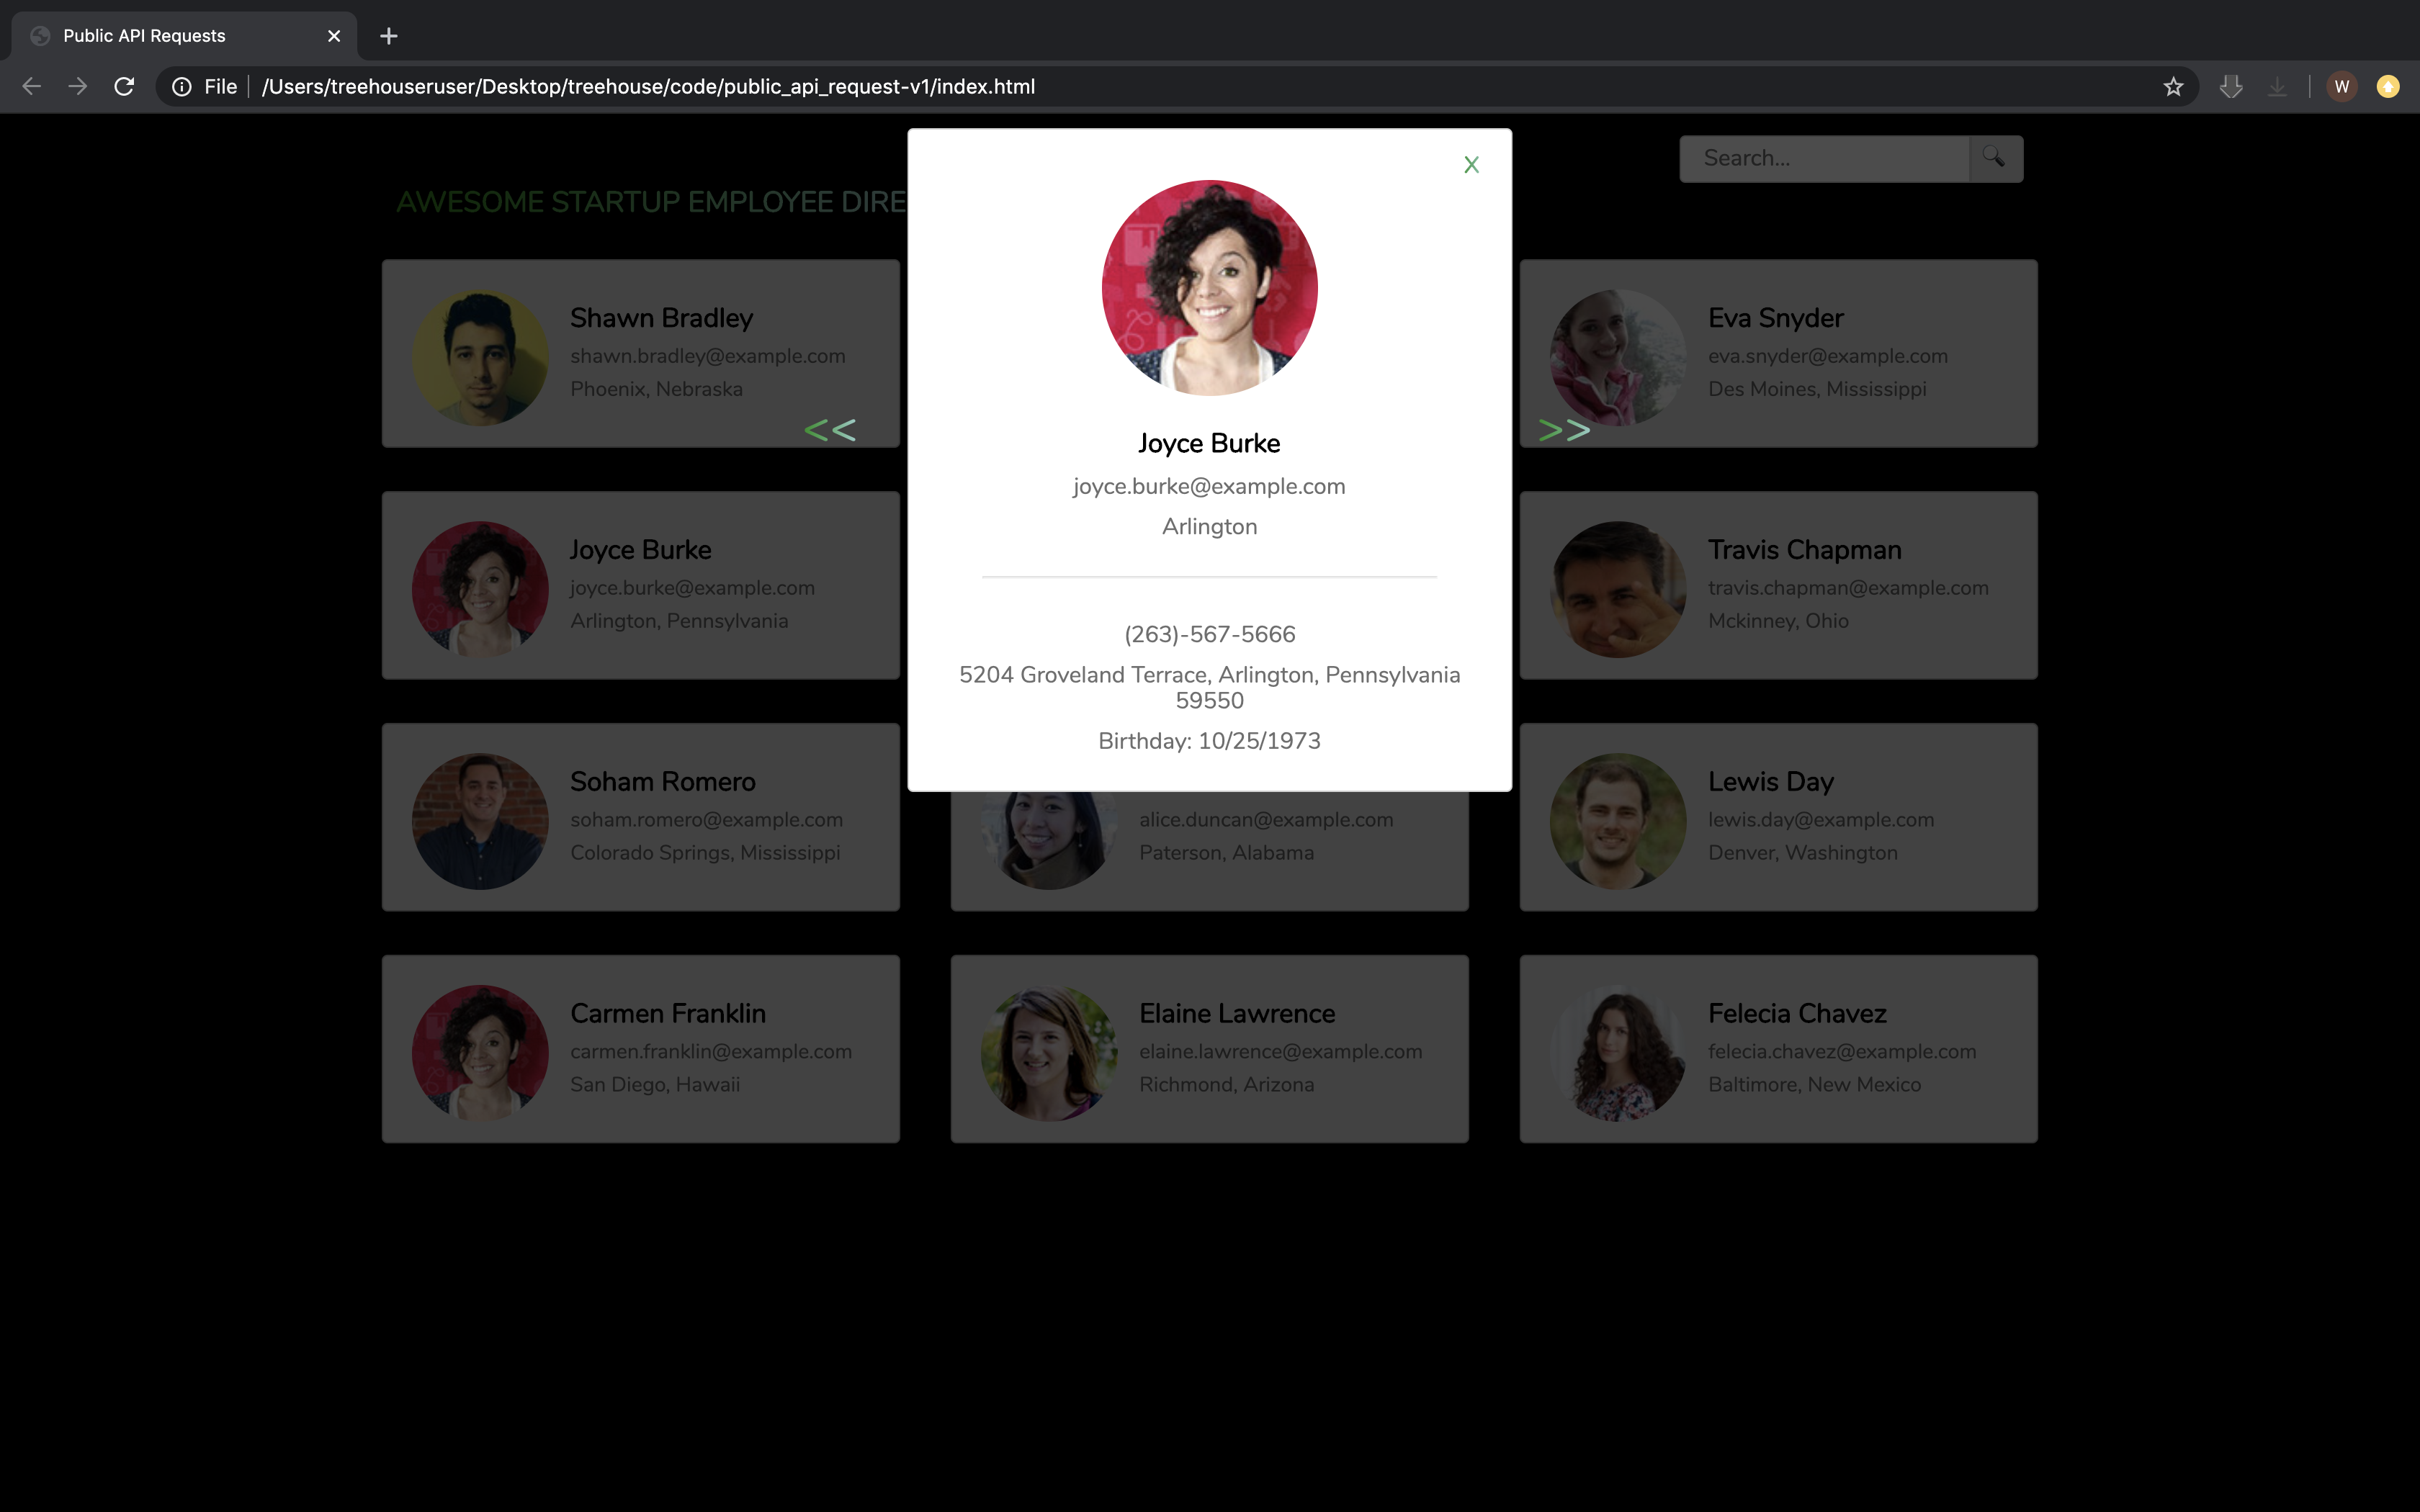 Public API Requests
File
/Users/treehouseruser/Desktop/treehouse/code/public_api_request-v1/index.html
W
AWESOME STARTUP EMPLOYEE DIRE
Search...
X
Joyce Burke
joyce.burke@example.com
Arlington
(263)-567-5666
5204 Groveland Terrace, Arlington, Pennsylvania
59550
Birthday: 10/25/1973
<<
>>
Shawn Bradley
shawn.bradley@example.com
Phoenix, Nebraska
Eva Snyder
eva.snyder@example.com
Des Moines, Mississippi
Joyce Burke
joyce.burke@example.com
Arlington, Pennsylvania
Travis Chapman
travis.chapman@example.com
Mckinney, Ohio
Soham Romero
soham.romero@example.com
Colorado Springs, Mississippi
alice.duncan@example.com
Paterson, Alabama
Lewis Day
lewis.day@example.com
Denver, Washington
Carmen Franklin
carmen.franklin@example.com
San Diego, Hawaii
Elaine Lawrence
elaine.lawrence@example.com
Richmond, Arizona
Felecia Chavez
felecia.chavez@example.com
Baltimore, New Mexico